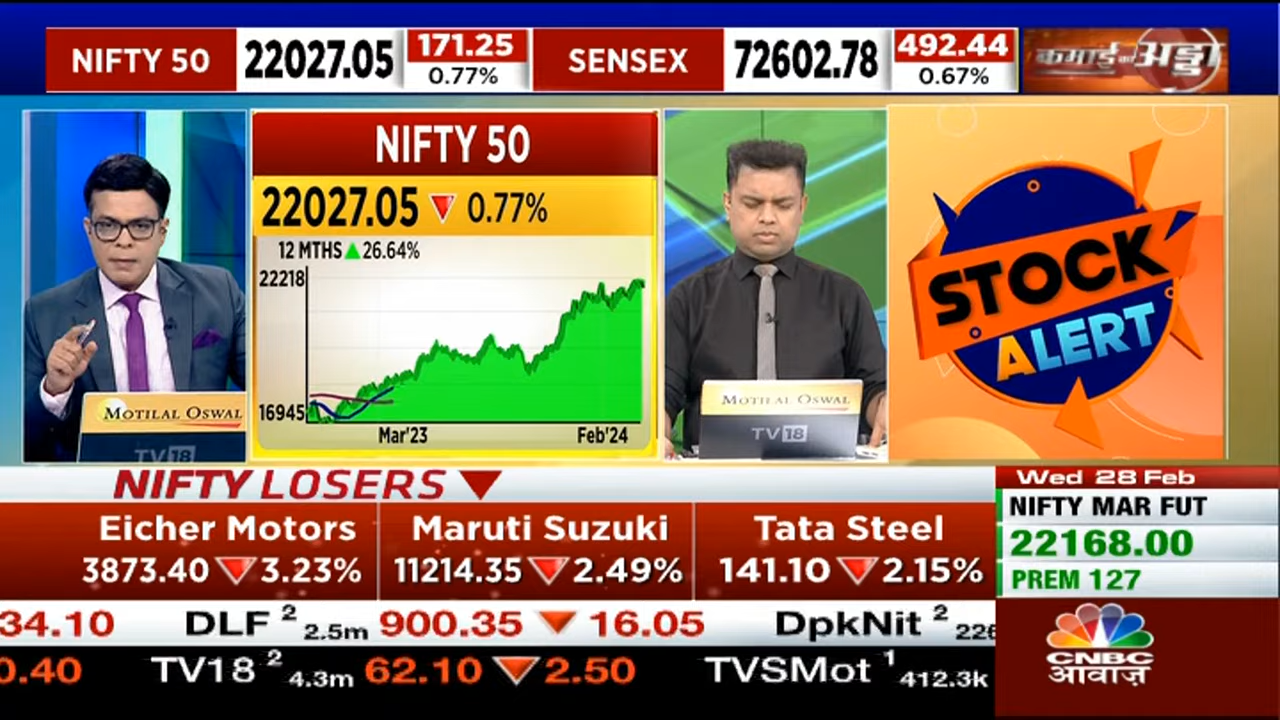 NIFTY 50 22027.05 171.25 0.77% SENSEX 72602.78 492.44 0.67% कमाई का अड्डा
NIFTY 50
22027.05 0.77%
12 MTHS 26.64%
22218
16945
Mar'23 Feb'24
MOTILAL OSWAL
TV18
MOTILAL OSWAL
TV18
STOCK
ALERT
NIFTY LOSERS
Eicher Motors Maruti Suzuki Tata Steel
3873.40 3.23% 11214.35 2.49% 141.10 2.15%
Wed 28 Feb
NIFTY MAR FUT
22168.00
PREM 127
34.10 DLF 2 2.5m 900.35 16.05 DpkNit 2
0.40 TV18 2 4.3m 62.10 2.50 TVSMot 1 412.3k
CNBC
आवाज़